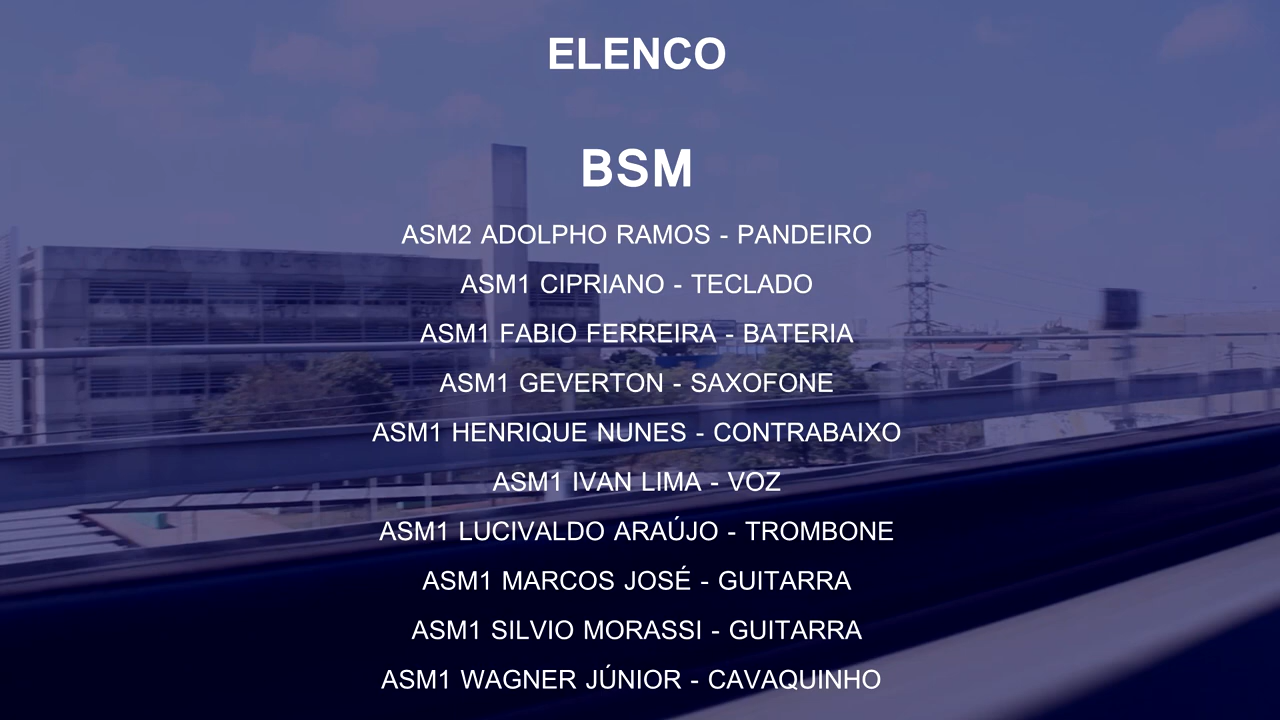 ELENCO
BSM
ASM2 ADOLPHO RAMOS - PANDEIRO
ASM1 CIPRIANO - TECLADO
ASM1 FABIO FERREIRA - BATERIA
ASM1 GEVERTON - SAXOFONE
ASM1 HENRIQUE NUNES - CONTRABAIXO
ASM1 IVAN LIMA - VOZ
ASM1 LUCIVALDO ARAÚJO - TROMBONE
ASM1 MARCOS JOSÉ - GUITARRA
ASM1 SILVIO MORASSI - GUITARRA
ASM1 WAGNER JÚNIOR - CAVAQUINHO